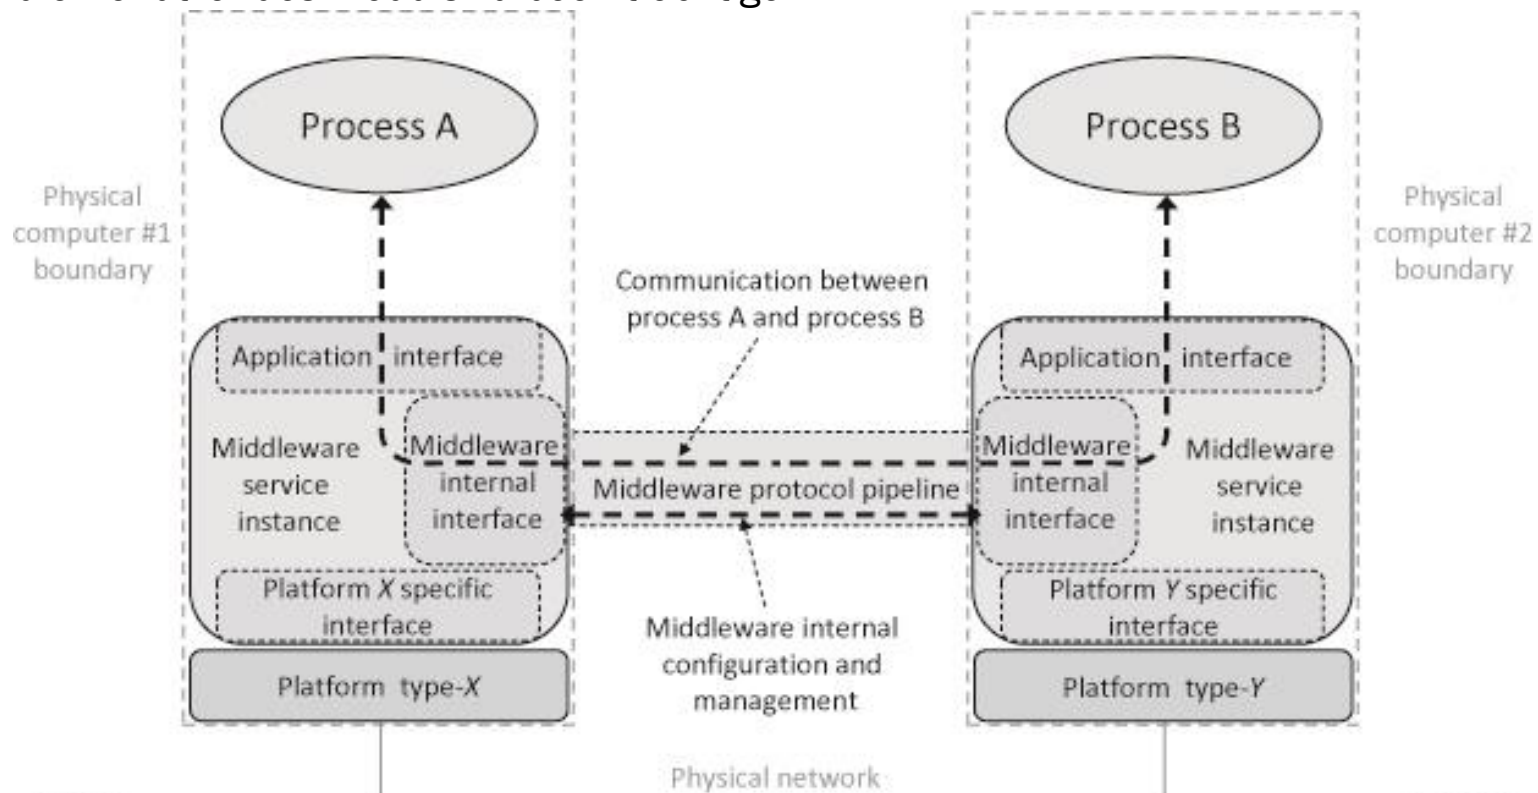 Process A
Process B
Physical
computer #1
boundary
Physical
computer #2
boundary
Communication between
process A and process B
Application interface
Application interface
Middleware
service
instance
Middleware
internal
interface
Middleware protocol pipeline
Middleware
internal
interface
Middleware
service
instance
Platform X specific
interface
Platform Y specific
interface
Middleware internal
configuration and
management
Platform type-X
Platform type-Y
Physical network